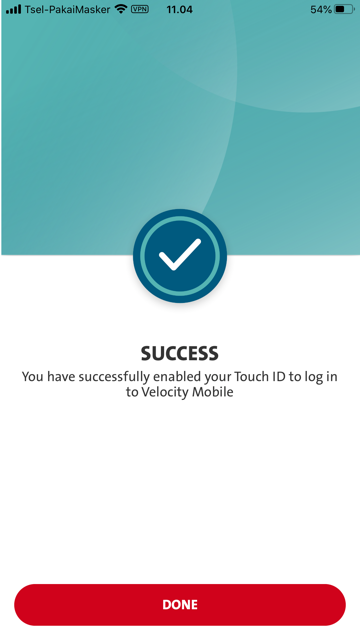 Tsel-PakaiMasker VPN 11.04 54%
SUCCESS
You have successfully enabled your Touch ID to log in
to Velocity Mobile
DONE